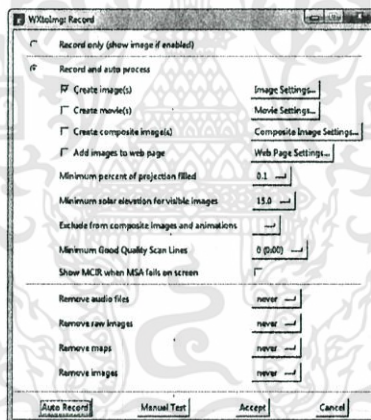 WXtoImg: Record
Record only (show image if enabled)
Record and auto process
Create image(s) Image Settings...
Create movie(s) Movie Settings...
Create composite image(s) Composite Image Settings...
Add images to web page Web Page Settings...
Minimum percent of projection filled 0.1
Minimum solar elevation for visible images 15.0
Exclude from composite images and animations
Minimum Good Quality Scan Lines 0 (0:00)
Show MCIR when MSA fails on screen
Remove audio files never
Remove raw images never
Remove maps never
Remove images never
Auto Record Manual Test Accept Cancel